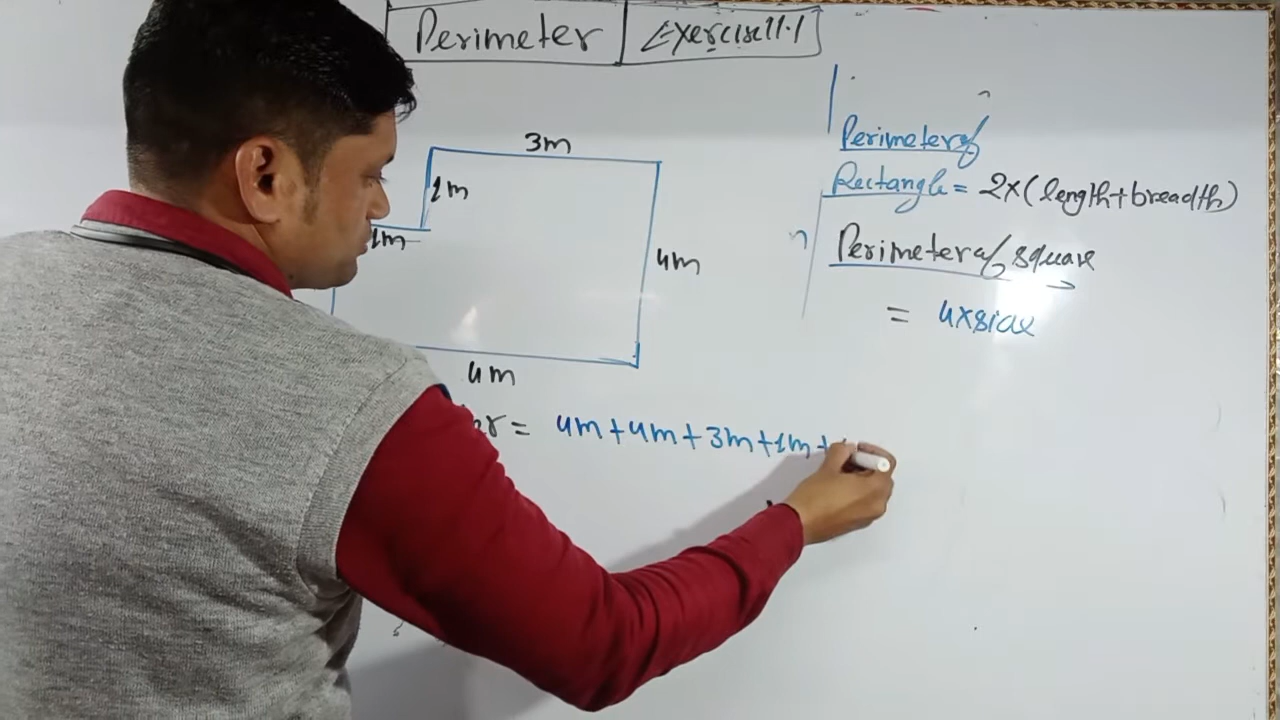 Perimeter Exercise 11.1
3m
1m
1m
4m
4m
= 4m+4m+3m+1m+
Perimeter of
Rectangle = 2×(length+breadth)
Perimeter of square
= 4×side